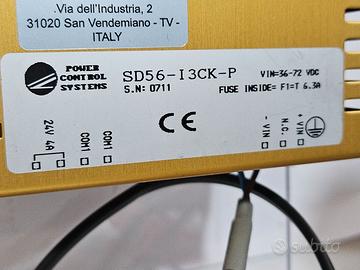 .Via dell'Industria, 2
31020 San Vendemiano - TV -
ITALY
POWER
CONTROL
SYSTEMS
SD56-I3CK-P
S.N: 0711
VIN=36-72 VDC
FUSE INSIDE= F1=T 6.3A
24V 4A
COM1
COM1
- VIN
N.C.
+ VIN
CE
subito